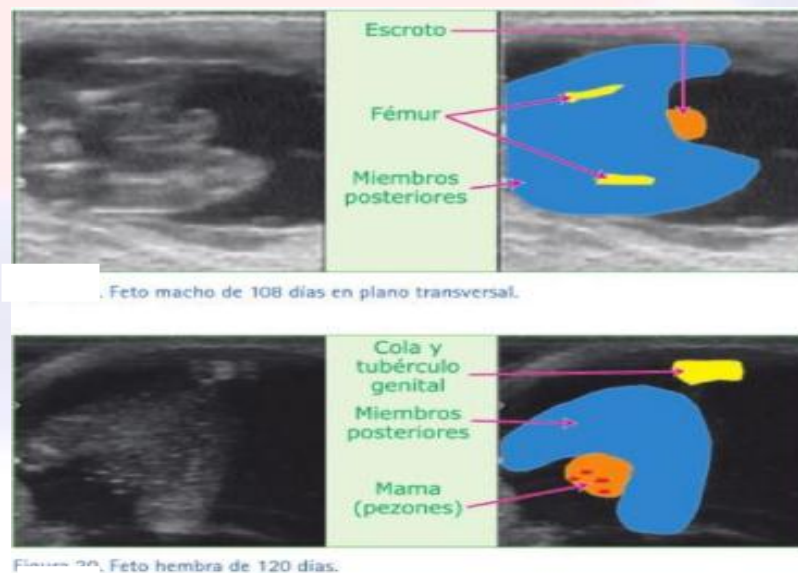 Escroto
Fémur
Miembros
posteriores
. Feto macho de 108 días en plano transversal.
Cola y
tubérculo
genital
Miembros
posteriores
Mama
(pezones)
Feto hembra de 120 días.